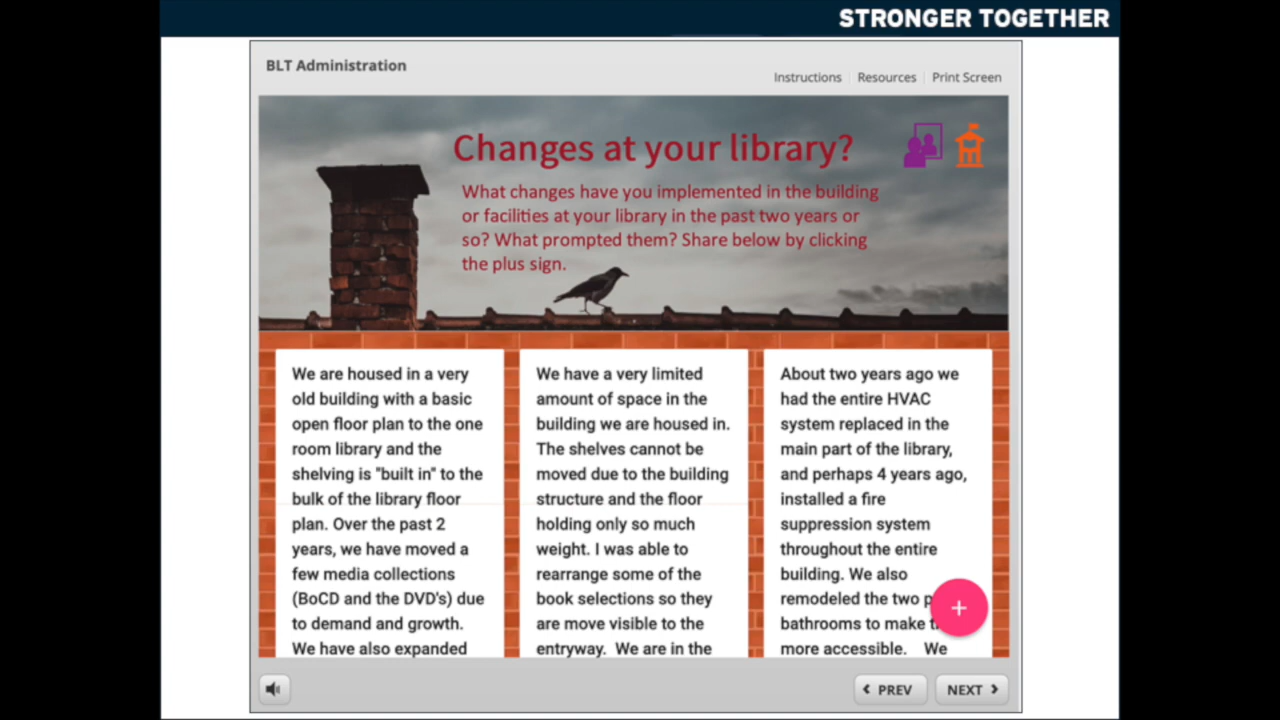 STRONGER TOGETHER
BLT Administration
Instructions
Resources
Print Screen
Changes at your library?
What changes have you implemented in the building
or facilities at your library in the past two years or
so? What prompted them? Share below by clicking
the plus sign.
We are housed in a very
old building with a basic
open floor plan to the one
room library and the
shelving is "built in" to the
bulk of the library floor
plan. Over the past 2
years, we have moved a
few media collections
(BoCD and the DVD's) due
to demand and growth.
We have also expanded
We have a very limited
amount of space in the
building we are housed in.
The shelves cannot be
moved due to the building
structure and the floor
holding only so much
weight. I was able to
rearrange some of the
book selections so they
are move visible to the
entryway. We are in the
About two years ago we
had the entire HVAC
system replaced in the
main part of the library,
and perhaps 4 years ago,
installed a fire
suppression system
throughout the entire
building. We also
remodeled the two
bathrooms to make
more accessible. We
+
PREV
NEXT